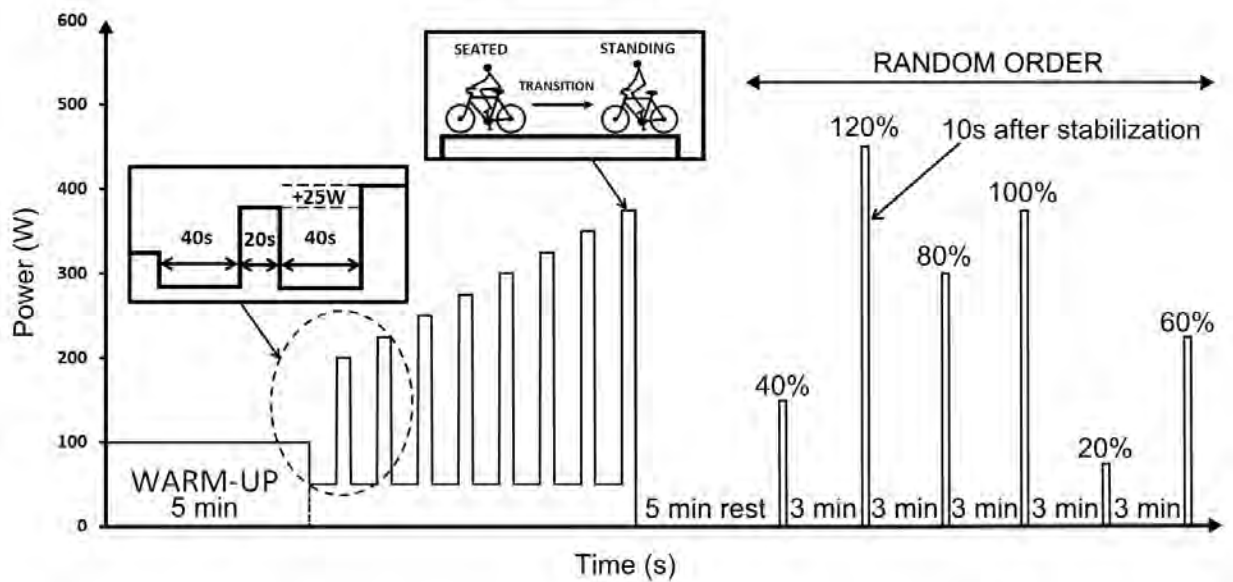 600
500
400
300
200
100
0
Power (W)
Time (s)
WARM-UP
5 min
+25W
40s
20s
40s
SEATED
STANDING
TRANSITION
RANDOM ORDER
10s after stabilization
40%
120%
80%
100%
20%
60%
5 min rest
3 min
3 min
3 min
3 min
3 min